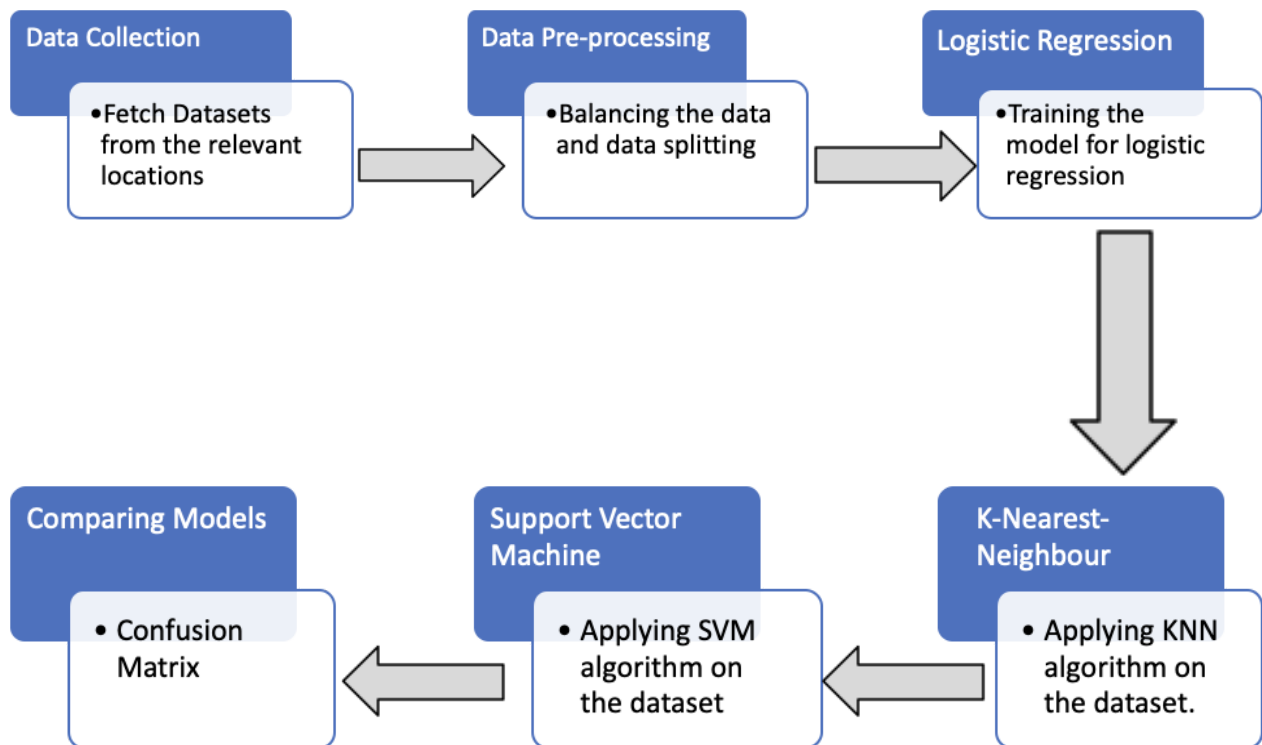 Data Collection
•Fetch Datasets
from the relevant
locations
Data Pre-processing
•Balancing the data
and data splitting
Logistic Regression
•Training the
model for logistic
regression
K-Nearest-
Neighbour
• Applying KNN
algorithm on
the dataset.
Support Vector
Machine
• Applying SVM
algorithm on
the dataset
Comparing Models
• Confusion
Matrix